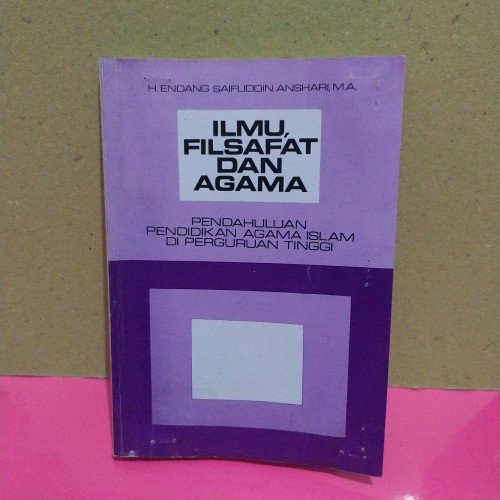 H. ENDANG SAIFUDDIN ANSHARI, M.A.
ILMU,
FILSAFAT
DAN
AGAMA
PENDAHULUAN
PENDIDIKAN AGAMA ISLAM
DI PERGURUAN TINGGI